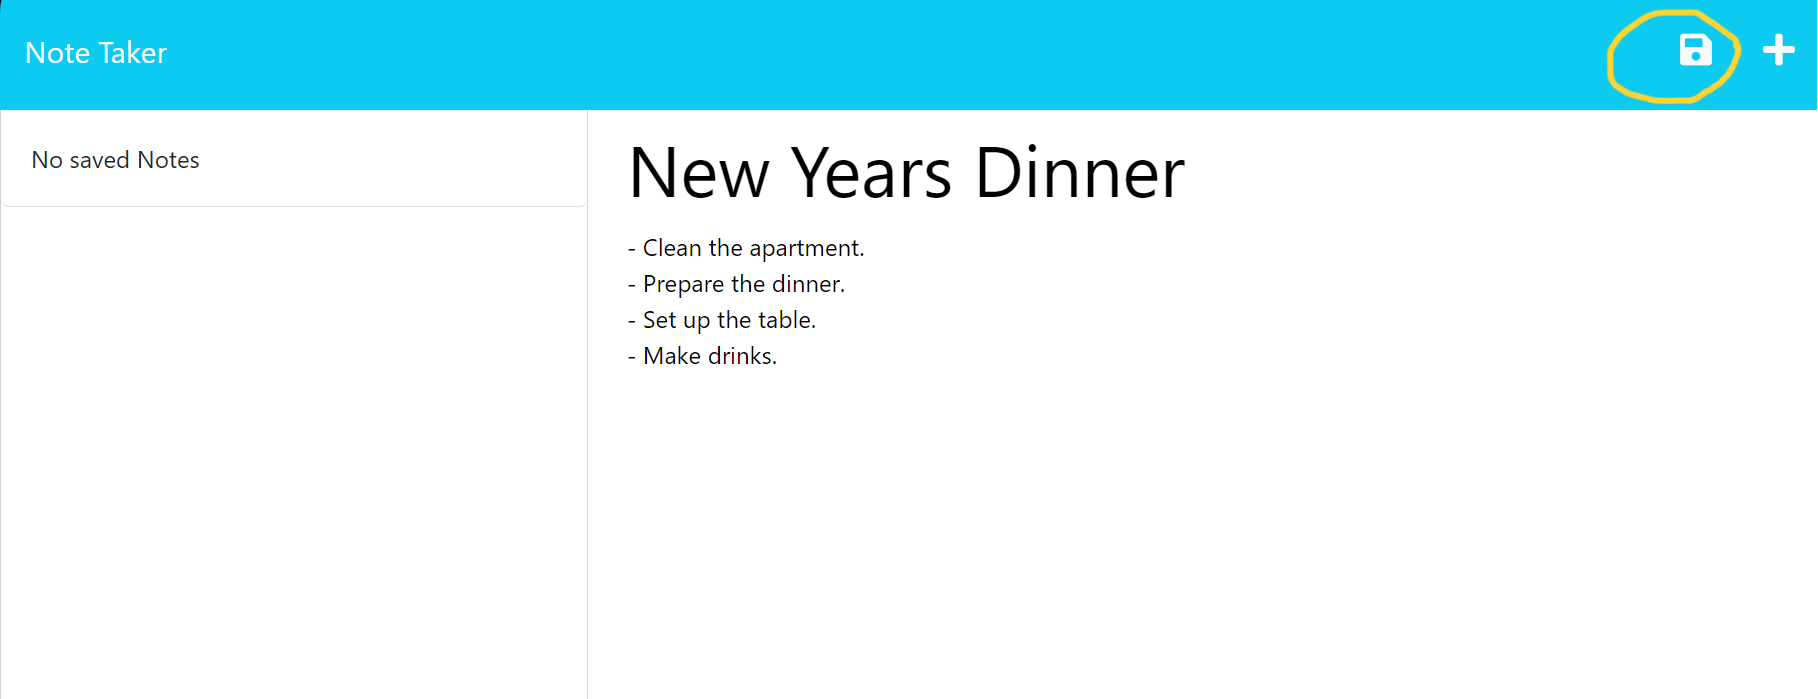 Note Taker
No saved Notes
New Years Dinner
- Clean the apartment.
- Prepare the dinner.
- Set up the table.
- Make drinks.